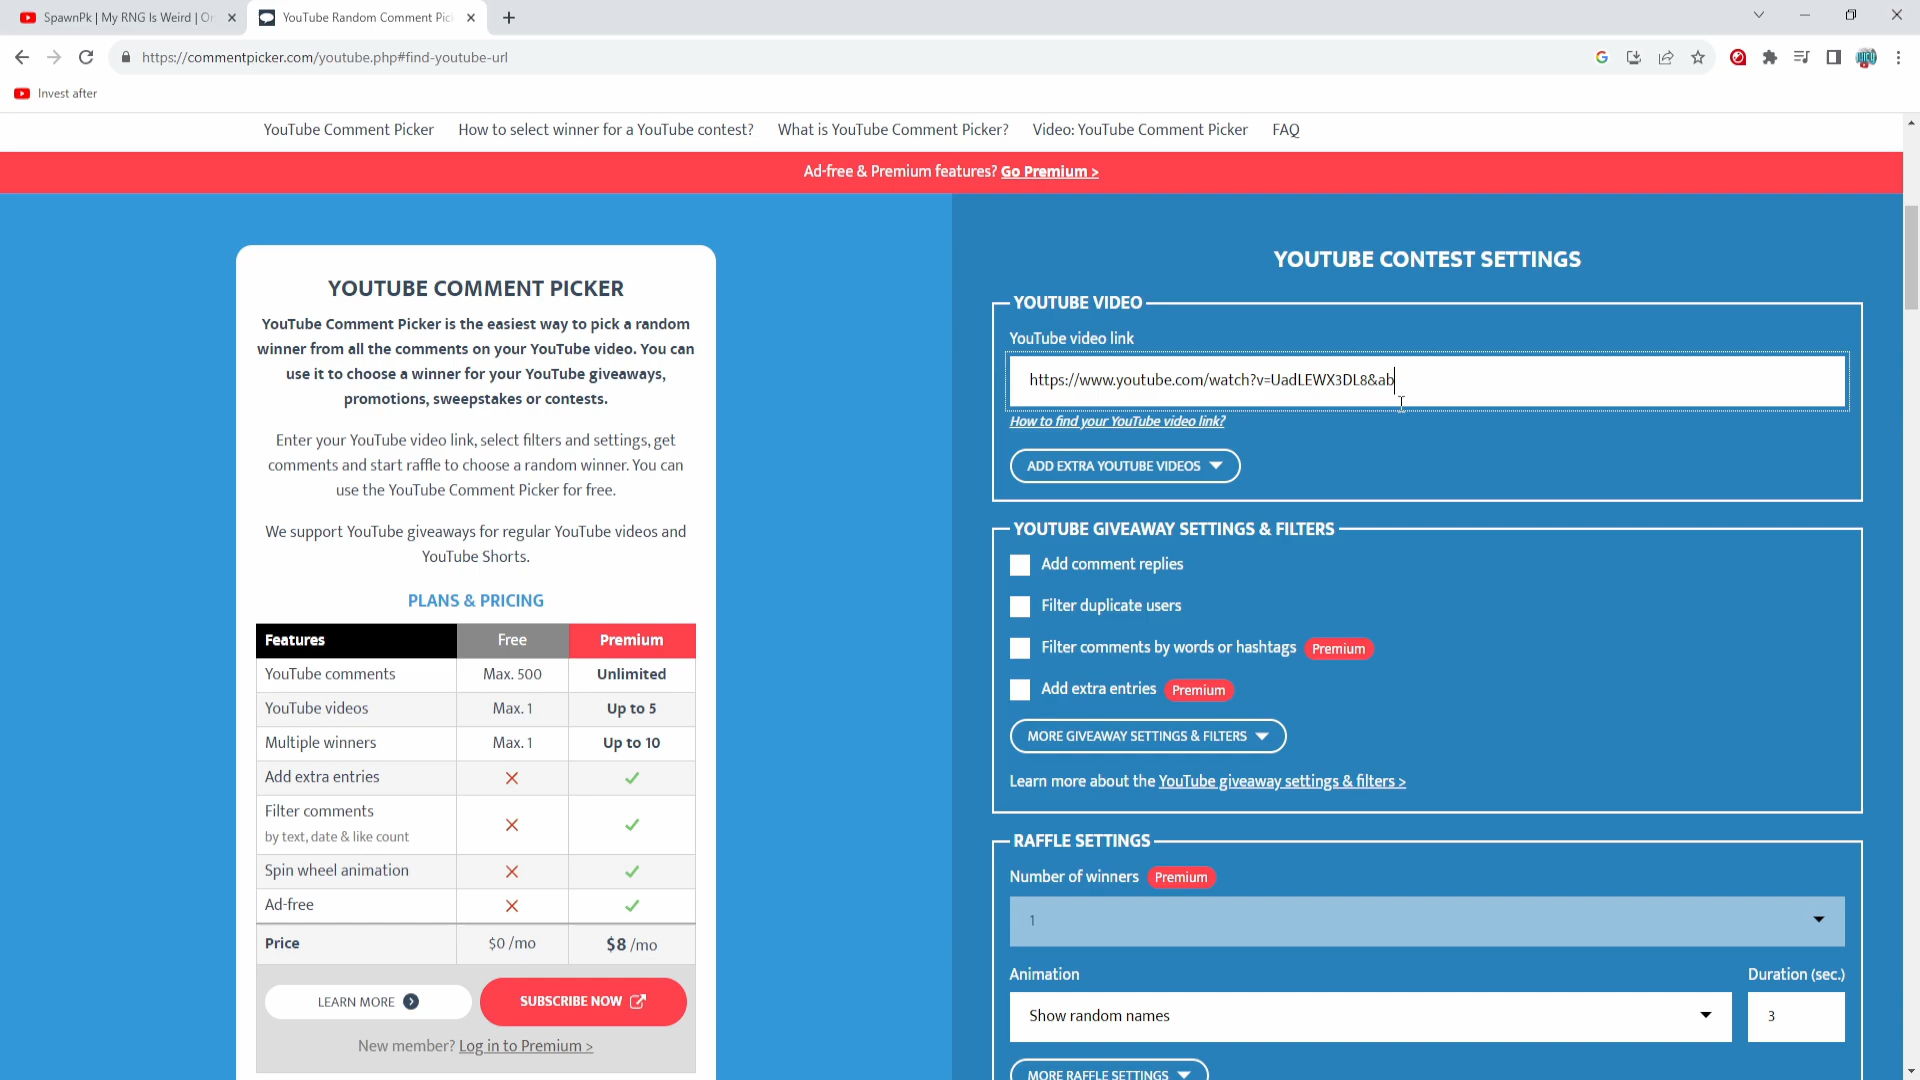 SpawnPk | My RNG Is Weird | O
YouTube Random Comment Pic
https://commentpicker.com/youtube.php#find-youtube-url
Invest after
YouTube Comment Picker How to select winner for a YouTube contest? What is YouTube Comment Picker? Video: YouTube Comment Picker FAQ
Ad-free & Premium features? Go Premium >
YOUTUBE COMMENT PICKER
YouTube Comment Picker is the easiest way to pick a random
winner from all the comments on your YouTube video. You can
use it to choose a winner for your YouTube giveaways,
promotions, sweepstakes or contests.
Enter your YouTube video link, select filters and settings, get
comments and start raffle to choose a random winner. You can
use the YouTube Comment Picker for free.
We support YouTube giveaways for regular YouTube videos and
YouTube Shorts.
PLANS & PRICING
Features Free Premium
YouTube comments Max. 500 Unlimited
YouTube videos Max. 1 Up to 5
Multiple winners Max. 1 Up to 10
Add extra entries
Filter comments
by text, date & like count
Spin wheel animation
Ad-free
Price $0 /mo $8 /mo
LEARN MORE SUBSCRIBE NOW
New member? Log in to Premium >
YOUTUBE CONTEST SETTINGS
YOUTUBE VIDEO
YouTube video link
https://www.youtube.com/watch?v=UadLEWX3DL8&ab
How to find your YouTube video link?
ADD EXTRA YOUTUBE VIDEOS
YOUTUBE GIVEAWAY SETTINGS & FILTERS
Add comment replies
Filter duplicate users
Filter comments by words or hashtags Premium
Add extra entries Premium
MORE GIVEAWAY SETTINGS & FILTERS
Learn more about the YouTube giveaway settings & filters >
RAFFLE SETTINGS
Number of winners Premium
1
Animation Duration (sec.)
Show random names 3
MORE RAFFLE SETTINGS